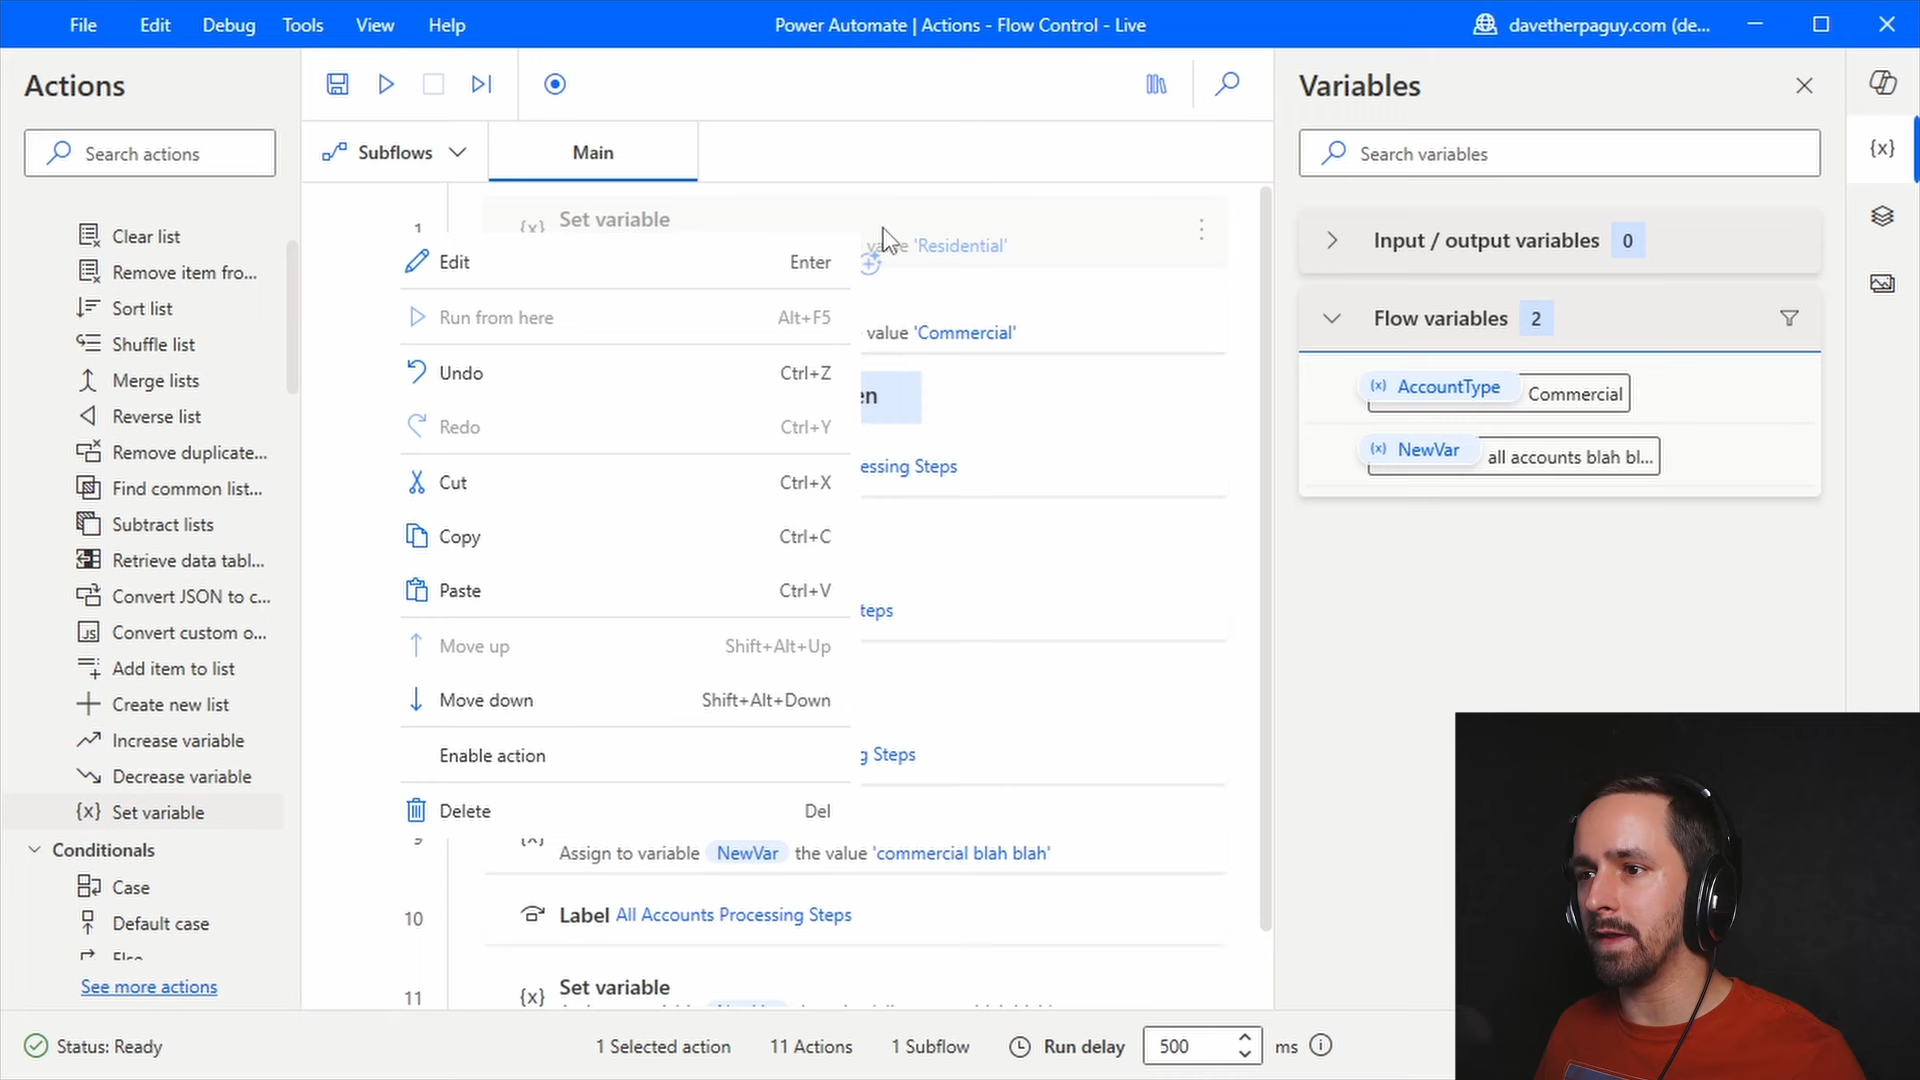 File Edit Debug Tools View Help
Power Automate | Actions - Flow Control - Live
davetherpaguy.com (de...
Actions
Search actions
Clear list
Remove item fro...
Sort list
Shuffle list
Merge lists
Reverse list
Remove duplicate...
Find common list...
Subtract lists
Retrieve data tabl...
Convert JSON to c...
Convert custom o...
Add item to list
Create new list
Increase variable
Decrease variable
{x} Set variable
Conditionals
Case
Default case
Else
See more actions
Subflows
Main
1
{x} Set variable
value 'Residential'
Edit Enter
Run from here Alt+F5
value 'Commercial'
Undo Ctrl+Z
en
Redo Ctrl+Y
essing Steps
Cut Ctrl+X
Copy Ctrl+C
Paste Ctrl+V
teps
Move up Shift+Alt+Up
Move down Shift+Alt+Down
Enable action
g Steps
Delete Del
9
Assign to variable NewVar the value 'commercial blah blah'
10
Label All Accounts Processing Steps
11
{x} Set variable
Variables
Search variables
Input / output variables 0
Flow variables 2
(x) AccountType Commercial
(x) NewVar all accounts blah bl...
{x}
Status: Ready
1 Selected action
11 Actions
1 Subflow
Run delay 500 ms